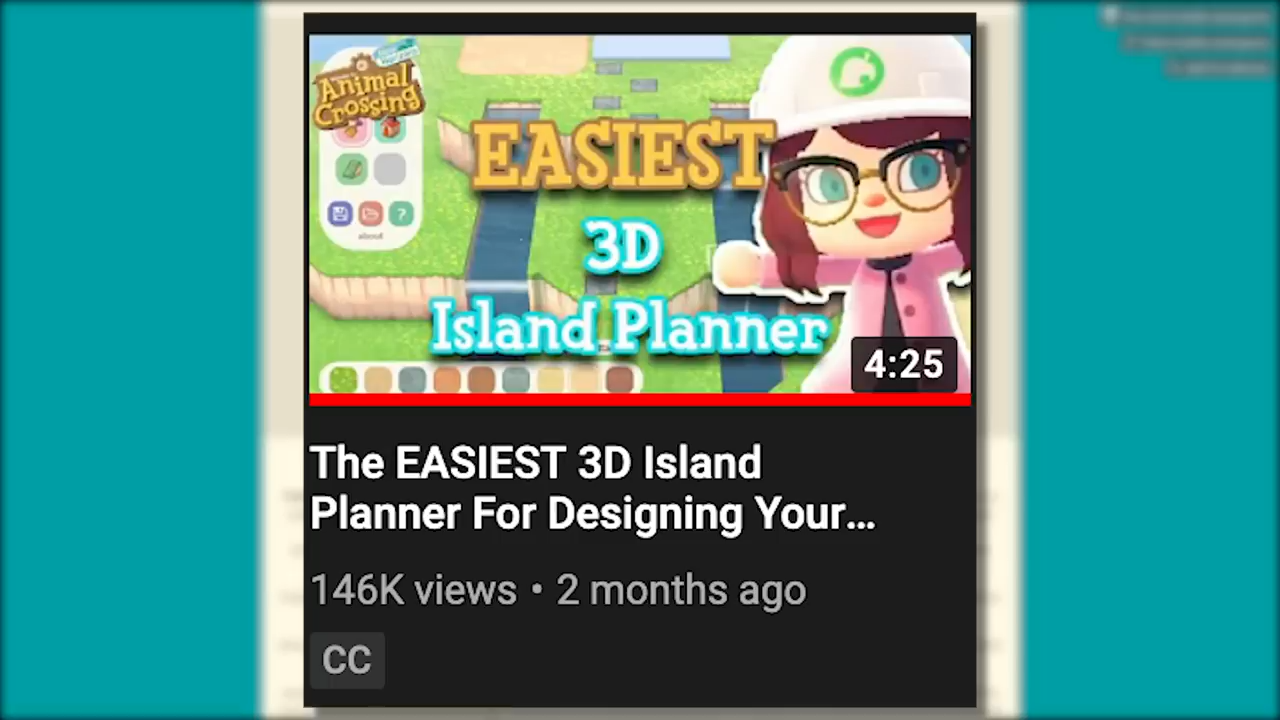 Animal
Crossing
EASIEST
3D
Island Planner
?
about
4:25
The EASIEST 3D Island
Planner For Designing Your...
146K views • 2 months ago
CC